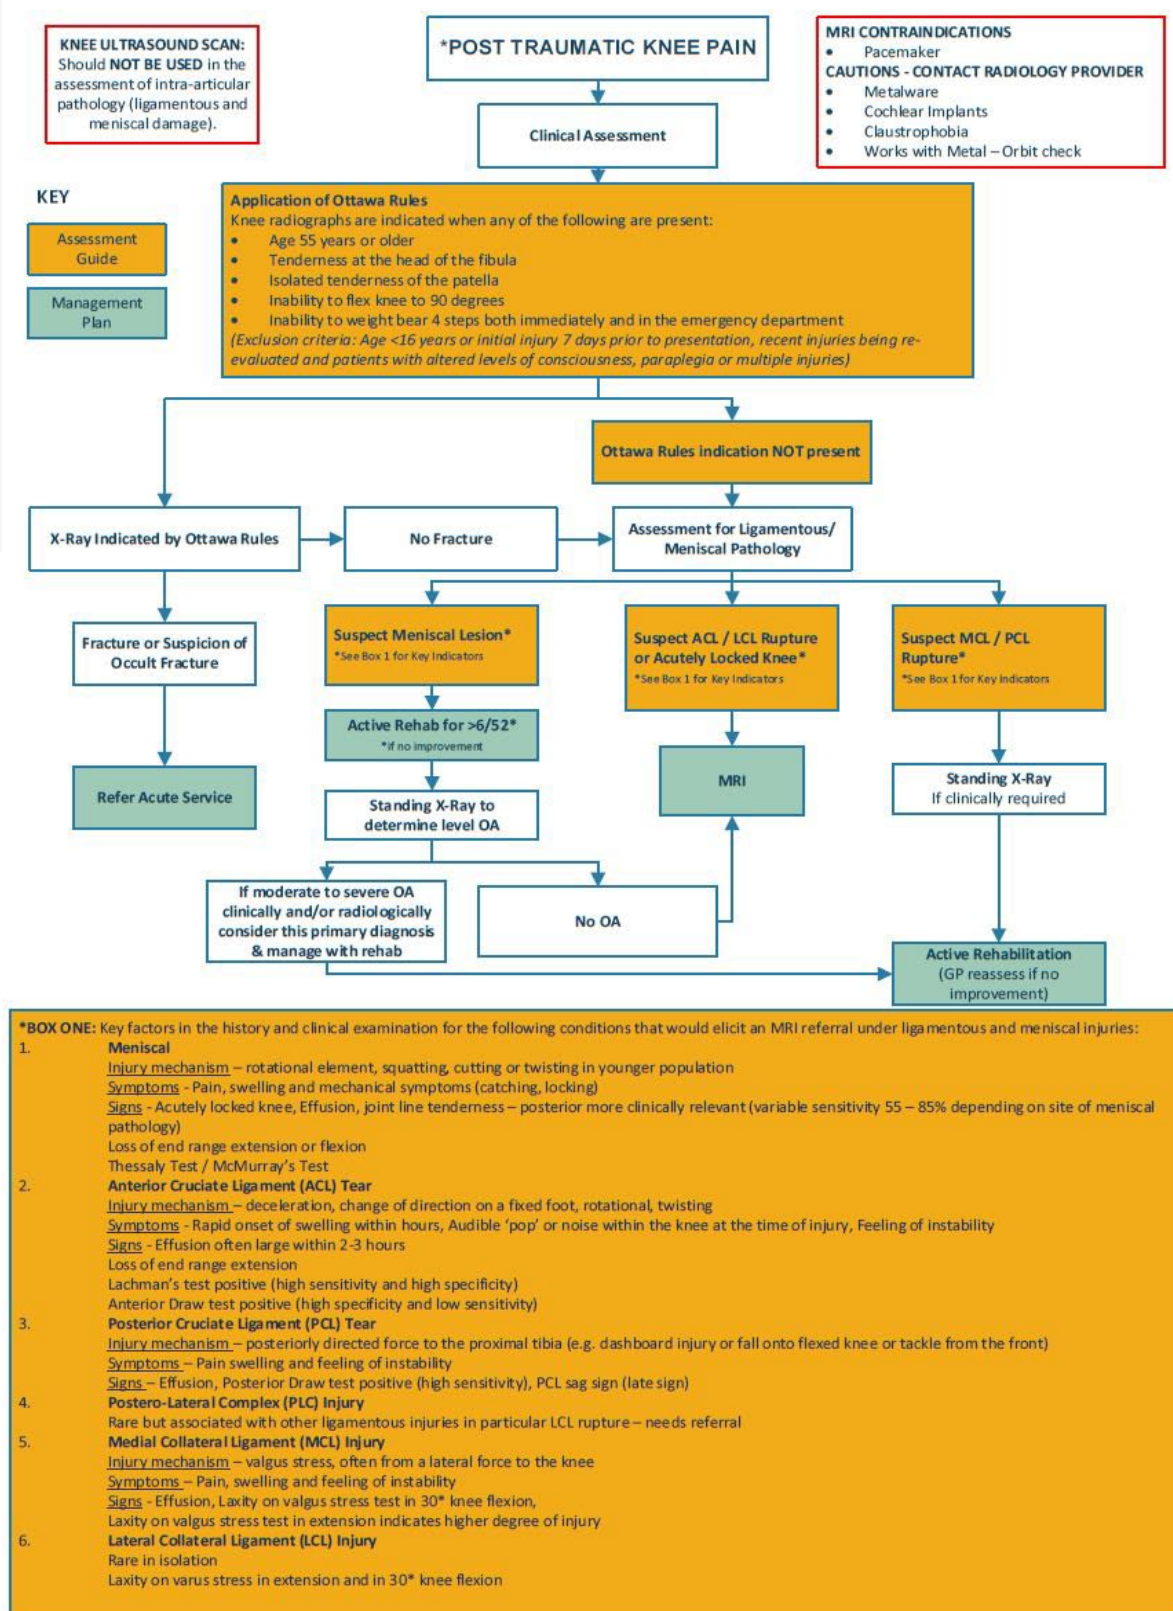 KNEE ULTRASOUND SCAN:
Should NOT BE USED in the
assessment of intra-articular
pathology (ligamentous and
meniscal damage).
*POST TRAUMATIC KNEE PAIN
MRI CONTRAINDICATIONS
• Pacemaker
CAUTIONS - CONTACT RADIOLOGY PROVIDER
• Metalware
• Cochlear Implants
• Claustrophobia
• Works with Metal – Orbit check
Clinical Assessment
KEY
Assessment
Guide
Management
Plan
Application of Ottawa Rules
Knee radiographs are indicated when any of the following are present:
• Age 55 years or older
• Tenderness at the head of the fibula
• Isolated tenderness of the patella
• Inability to flex knee to 90 degrees
• Inability to weight bear 4 steps both immediately and in the emergency department
(Exclusion criteria: Age <16 years or initial injury 7 days prior to presentation, recent injuries being re-
evaluated and patients with altered levels of consciousness, paraplegia or multiple injuries)
Ottawa Rules indication NOT present
X-Ray Indicated by Ottawa Rules
No Fracture
Assessment for Ligamentous/
Meniscal Pathology
Fracture or Suspicion of
Occult Fracture
Suspect Meniscal Lesion*
*See Box 1 for Key Indicators
Suspect ACL / LCL Rupture
or Acutely Locked Knee*
*See Box 1 for Key Indicators
Suspect MCL / PCL
Rupture*
*See Box 1 for Key Indicators
Refer Acute Service
Active Rehab for >6/52*
*if no improvement
MRI
Standing X-Ray
If clinically required
Standing X-Ray to
determine level OA
If moderate to severe OA
clinically and/or radiologically
consider this primary diagnosis
& manage with rehab
No OA
Active Rehabilitation
(GP reassess if no
improvement)
*BOX ONE: Key factors in the history and clinical examination for the following conditions that would elicit an MRI referral under ligamentous and meniscal injuries:
1. Meniscal
Injury mechanism – rotational element, squatting, cutting or twisting in younger population
Symptoms - Pain, swelling and mechanical symptoms (catching, locking)
Signs - Acutely locked knee, Effusion, joint line tenderness – posterior more clinically relevant (variable sensitivity 55 – 85% depending on site of meniscal
pathology)
Loss of end range extension or flexion
Thessaly Test / McMurray's Test
2. Anterior Cruciate Ligament (ACL) Tear
Injury mechanism – deceleration, change of direction on a fixed foot, rotational, twisting
Symptoms - Rapid onset of swelling within hours, Audible 'pop' or noise within the knee at the time of injury, Feeling of instability
Signs - Effusion often large within 2-3 hours
Loss of end range extension
Lachman's test positive (high sensitivity and high specificity)
Anterior Draw test positive (high specificity and low sensitivity)
3. Posterior Cruciate Ligament (PCL) Tear
Injury mechanism – posteriorly directed force to the proximal tibia (e.g. dashboard injury or fall onto flexed knee or tackle from the front)
Symptoms – Pain swelling and feeling of instability
Signs – Effusion, Posterior Draw test positive (high sensitivity), PCL sag sign (late sign)
4. Postero-Lateral Complex (PLC) Injury
Rare but associated with other ligamentous injuries in particular LCL rupture – needs referral
5. Medial Collateral Ligament (MCL) Injury
Injury mechanism – valgus stress, often from a lateral force to the knee
Symptoms – Pain, swelling and feeling of instability
Signs - Effusion, Laxity on valgus stress test in 30* knee flexion,
Laxity on valgus stress test in extension indicates higher degree of injury
6. Lateral Collateral Ligament (LCL) Injury
Rare in isolation
Laxity on varus stress in extension and in 30* knee flexion